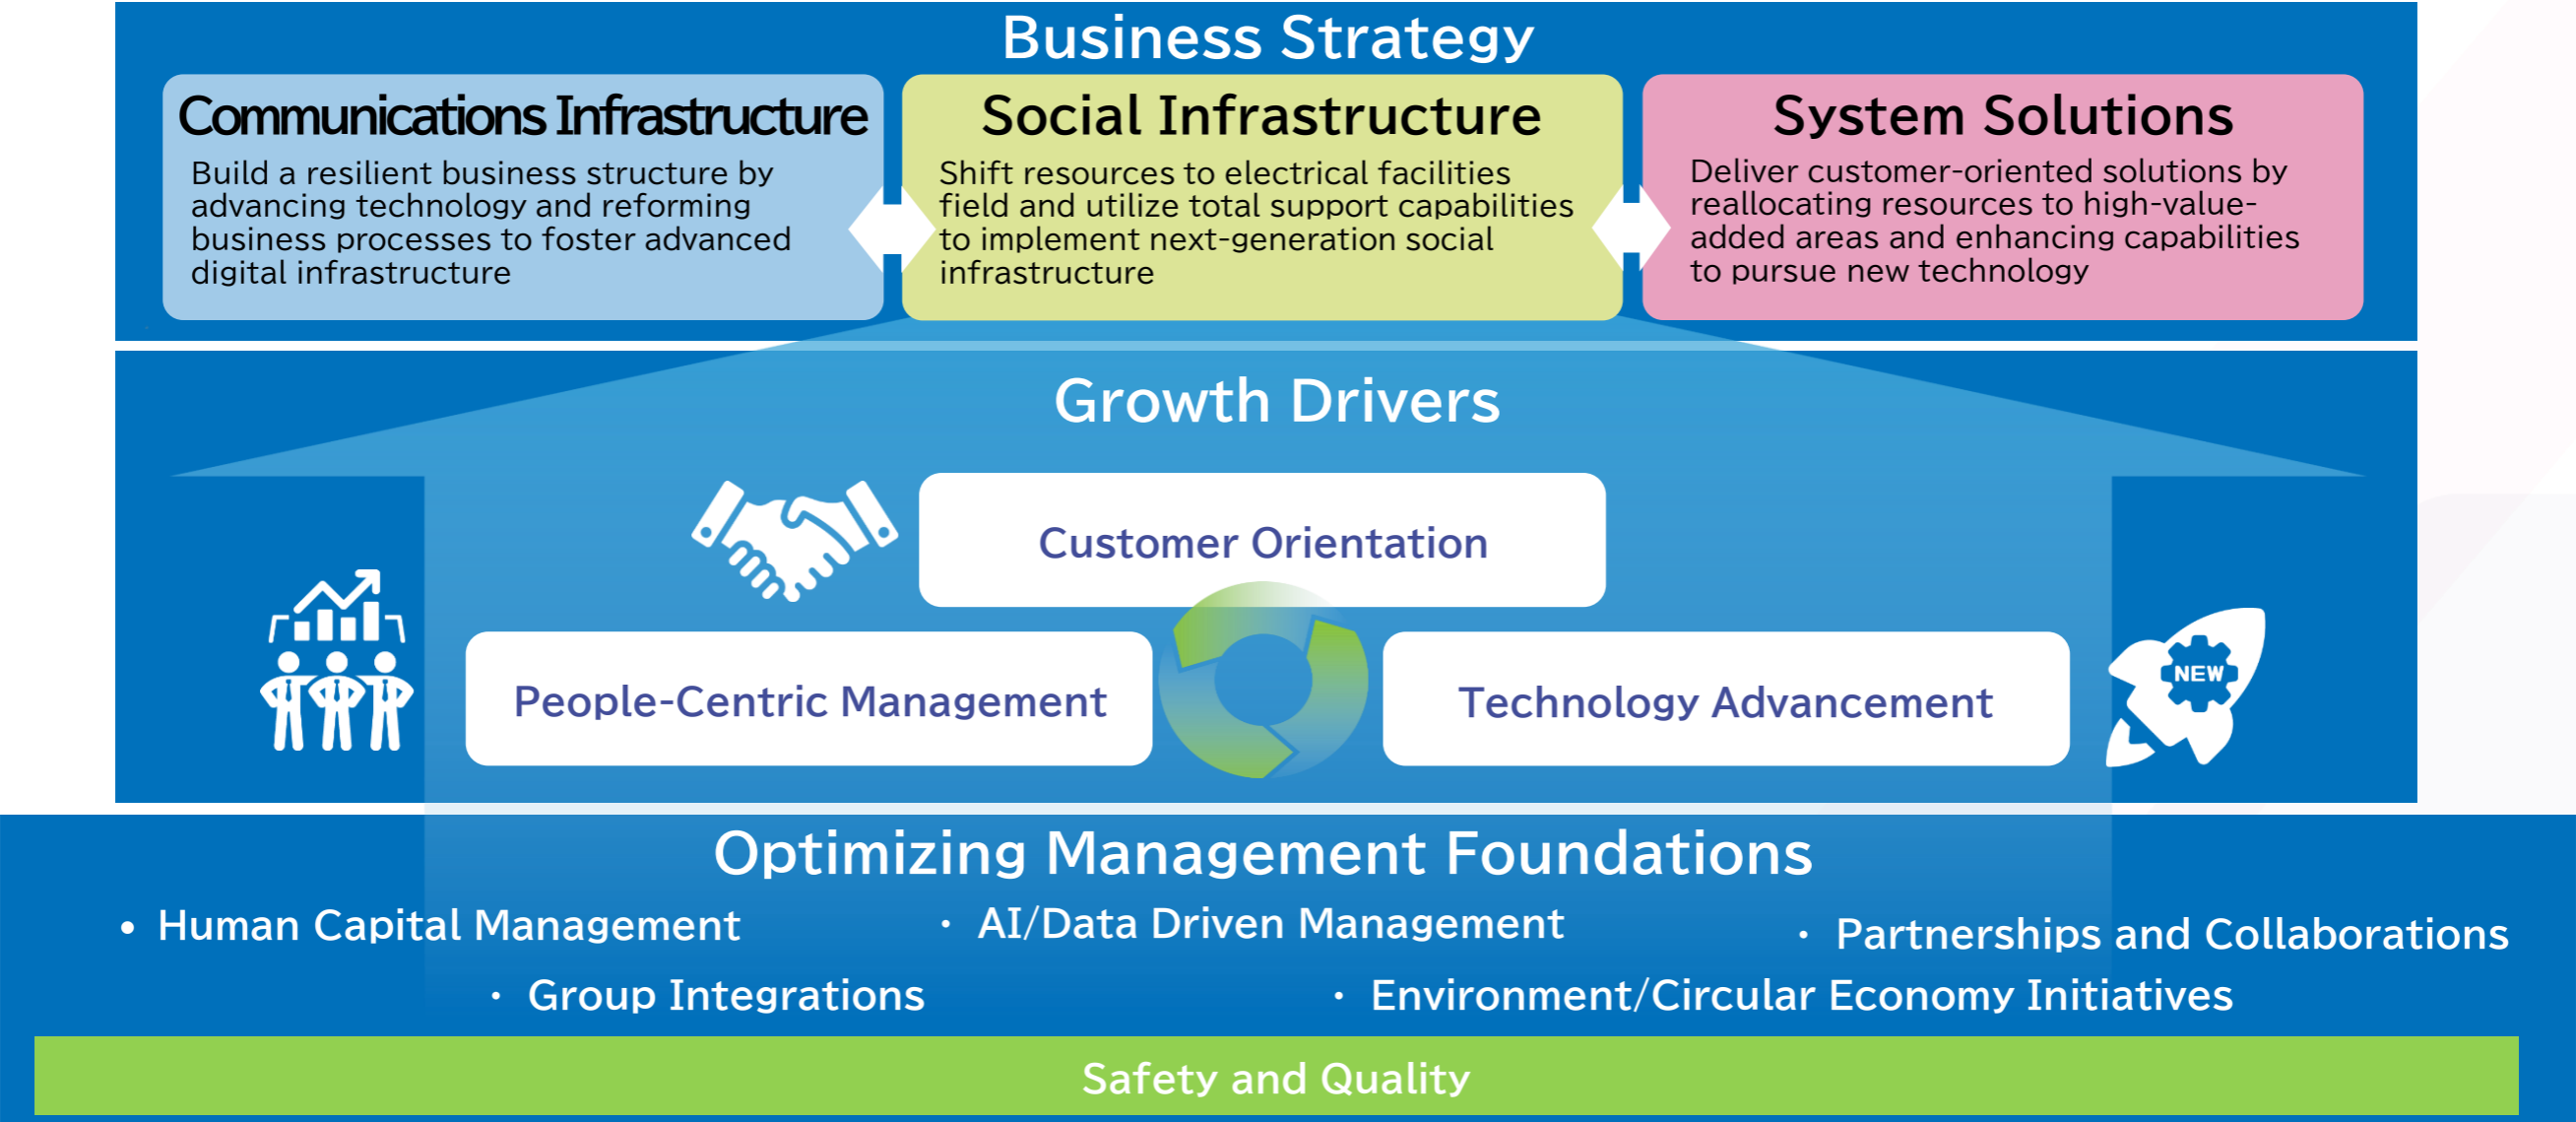 Business Strategy
Communications Infrastructure
Build a resilient business structure by
advancing technology and reforming
business processes to foster advanced
digital infrastructure
Social Infrastructure
Shift resources to electrical facilities
field and utilize total support capabilities
to implement next-generation social
infrastructure
System Solutions
Deliver customer-oriented solutions by
reallocating resources to high-value-
added areas and enhancing capabilities
to pursue new technology
Growth Drivers
Customer Orientation
People-Centric Management
Technology Advancement
NEW
Optimizing Management Foundations
• Human Capital Management
・ AI/Data Driven Management
・ Partnerships and Collaborations
・ Group Integrations
・ Environment/Circular Economy Initiatives
Safety and Quality